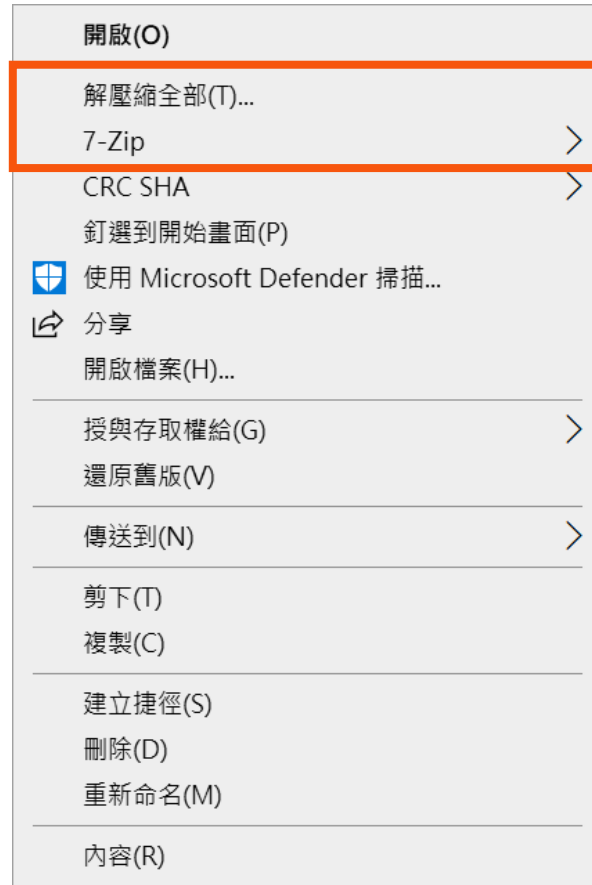 開啟(O)
解壓縮全部(T)...
7-Zip
CRC SHA
釘選到開始畫面(P)
使用 Microsoft Defender 掃描...
分享
開啟檔案(H)...
授與存取權給(G)
還原舊版(V)
傳送到(N)
剪下(T)
複製(C)
建立捷徑(S)
刪除(D)
重新命名(M)
內容(R)